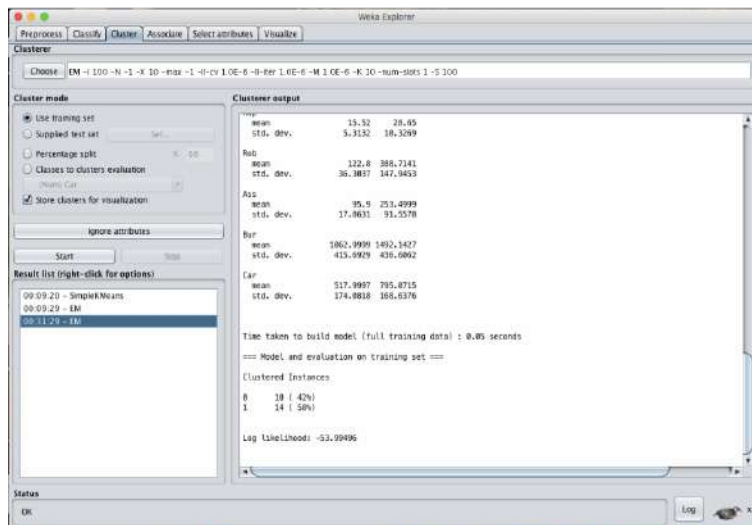 Weka Explorer
Preprocess Classify Cluster Associate Select attributes Visualize
Clusterer
Choose EM -I 100 -N -1 -X 10 -max -1 -ll-cv 1.0E-6 -ll-iter 1.0E-6 -M 1.0E-6 -K 10 -num-slots 1 -S 100
Cluster mode
Use training set
Supplied test set Set...
Percentage split % 66
Classes to clusters evaluation
(Num) Car
Store clusters for visualization
Ignore attributes
Start Stop
Result list (right-click for options)
00:09:20 - SimpleKMeans
00:09:29 - EM
00:31:29 - EM
Clusterer output
mean 15.52 28.65
std. dev. 5.3132 10.3269
Rob
mean 122.8 388.7141
std. dev. 36.3037 147.9453
Ass
mean 95.9 253.4999
std. dev. 17.0631 91.5578
Bur
mean 1062.9999 1492.1427
std. dev. 415.6929 436.6062
Car
mean 517.9997 795.0715
std. dev. 174.0818 168.6376
Time taken to build model (full training data) : 0.05 seconds
=== Model and evaluation on training set ===
Clustered Instances
0 10 ( 42%)
1 14 ( 58%)
Log likelihood: -53.99496
Status
OK
Log
x